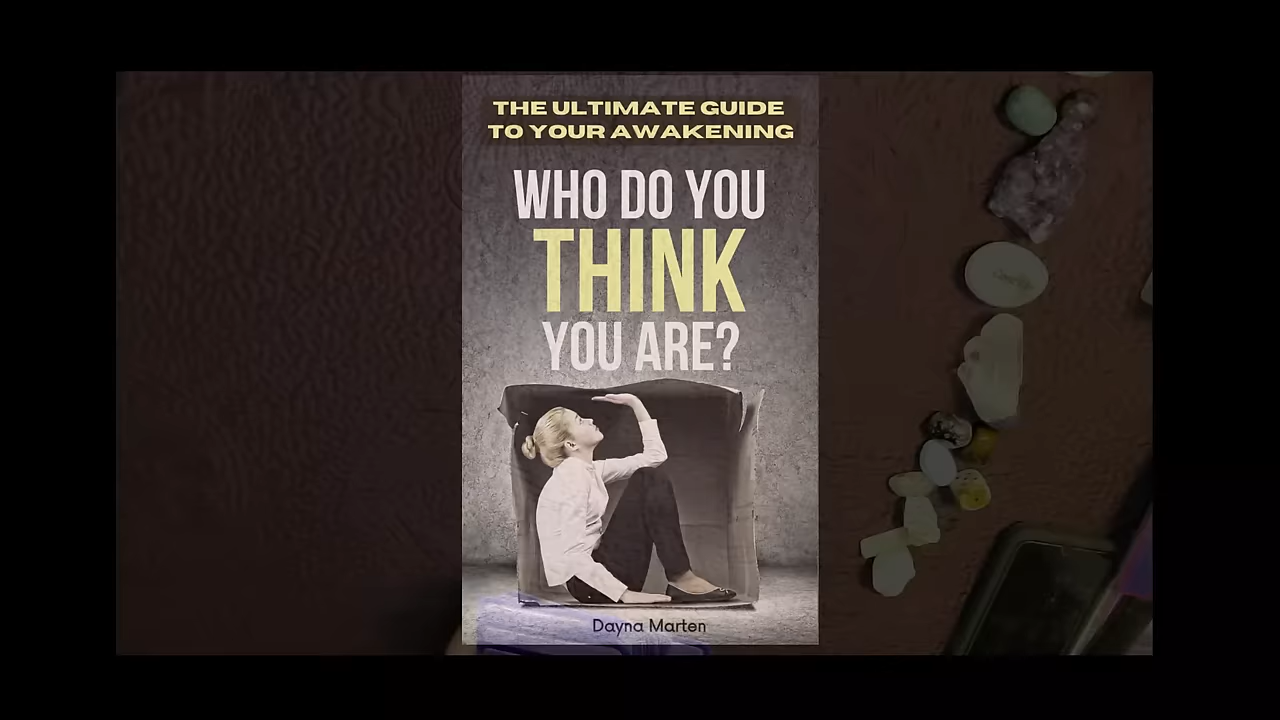 THE ULTIMATE GUIDE
TO YOUR AWAKENING
WHO DO YOU
THINK
YOU ARE?
Dayna Marten